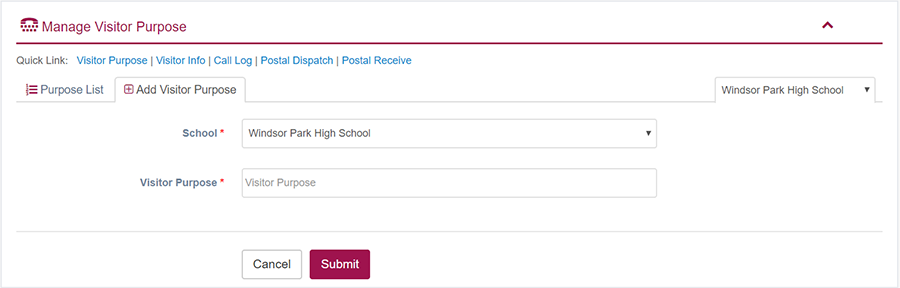 Manage Visitor Purpose
Quick Link: Visitor Purpose | Visitor Info | Call Log | Postal Dispatch | Postal Receive
Purpose List Add Visitor Purpose Windsor Park High School
School * Windsor Park High School
Visitor Purpose * Visitor Purpose
Cancel Submit